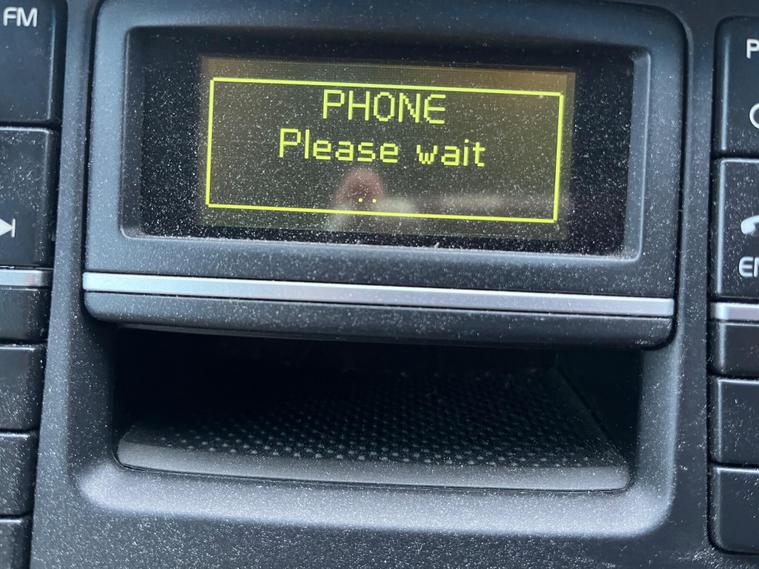 FM
PHONE
Please wait
..